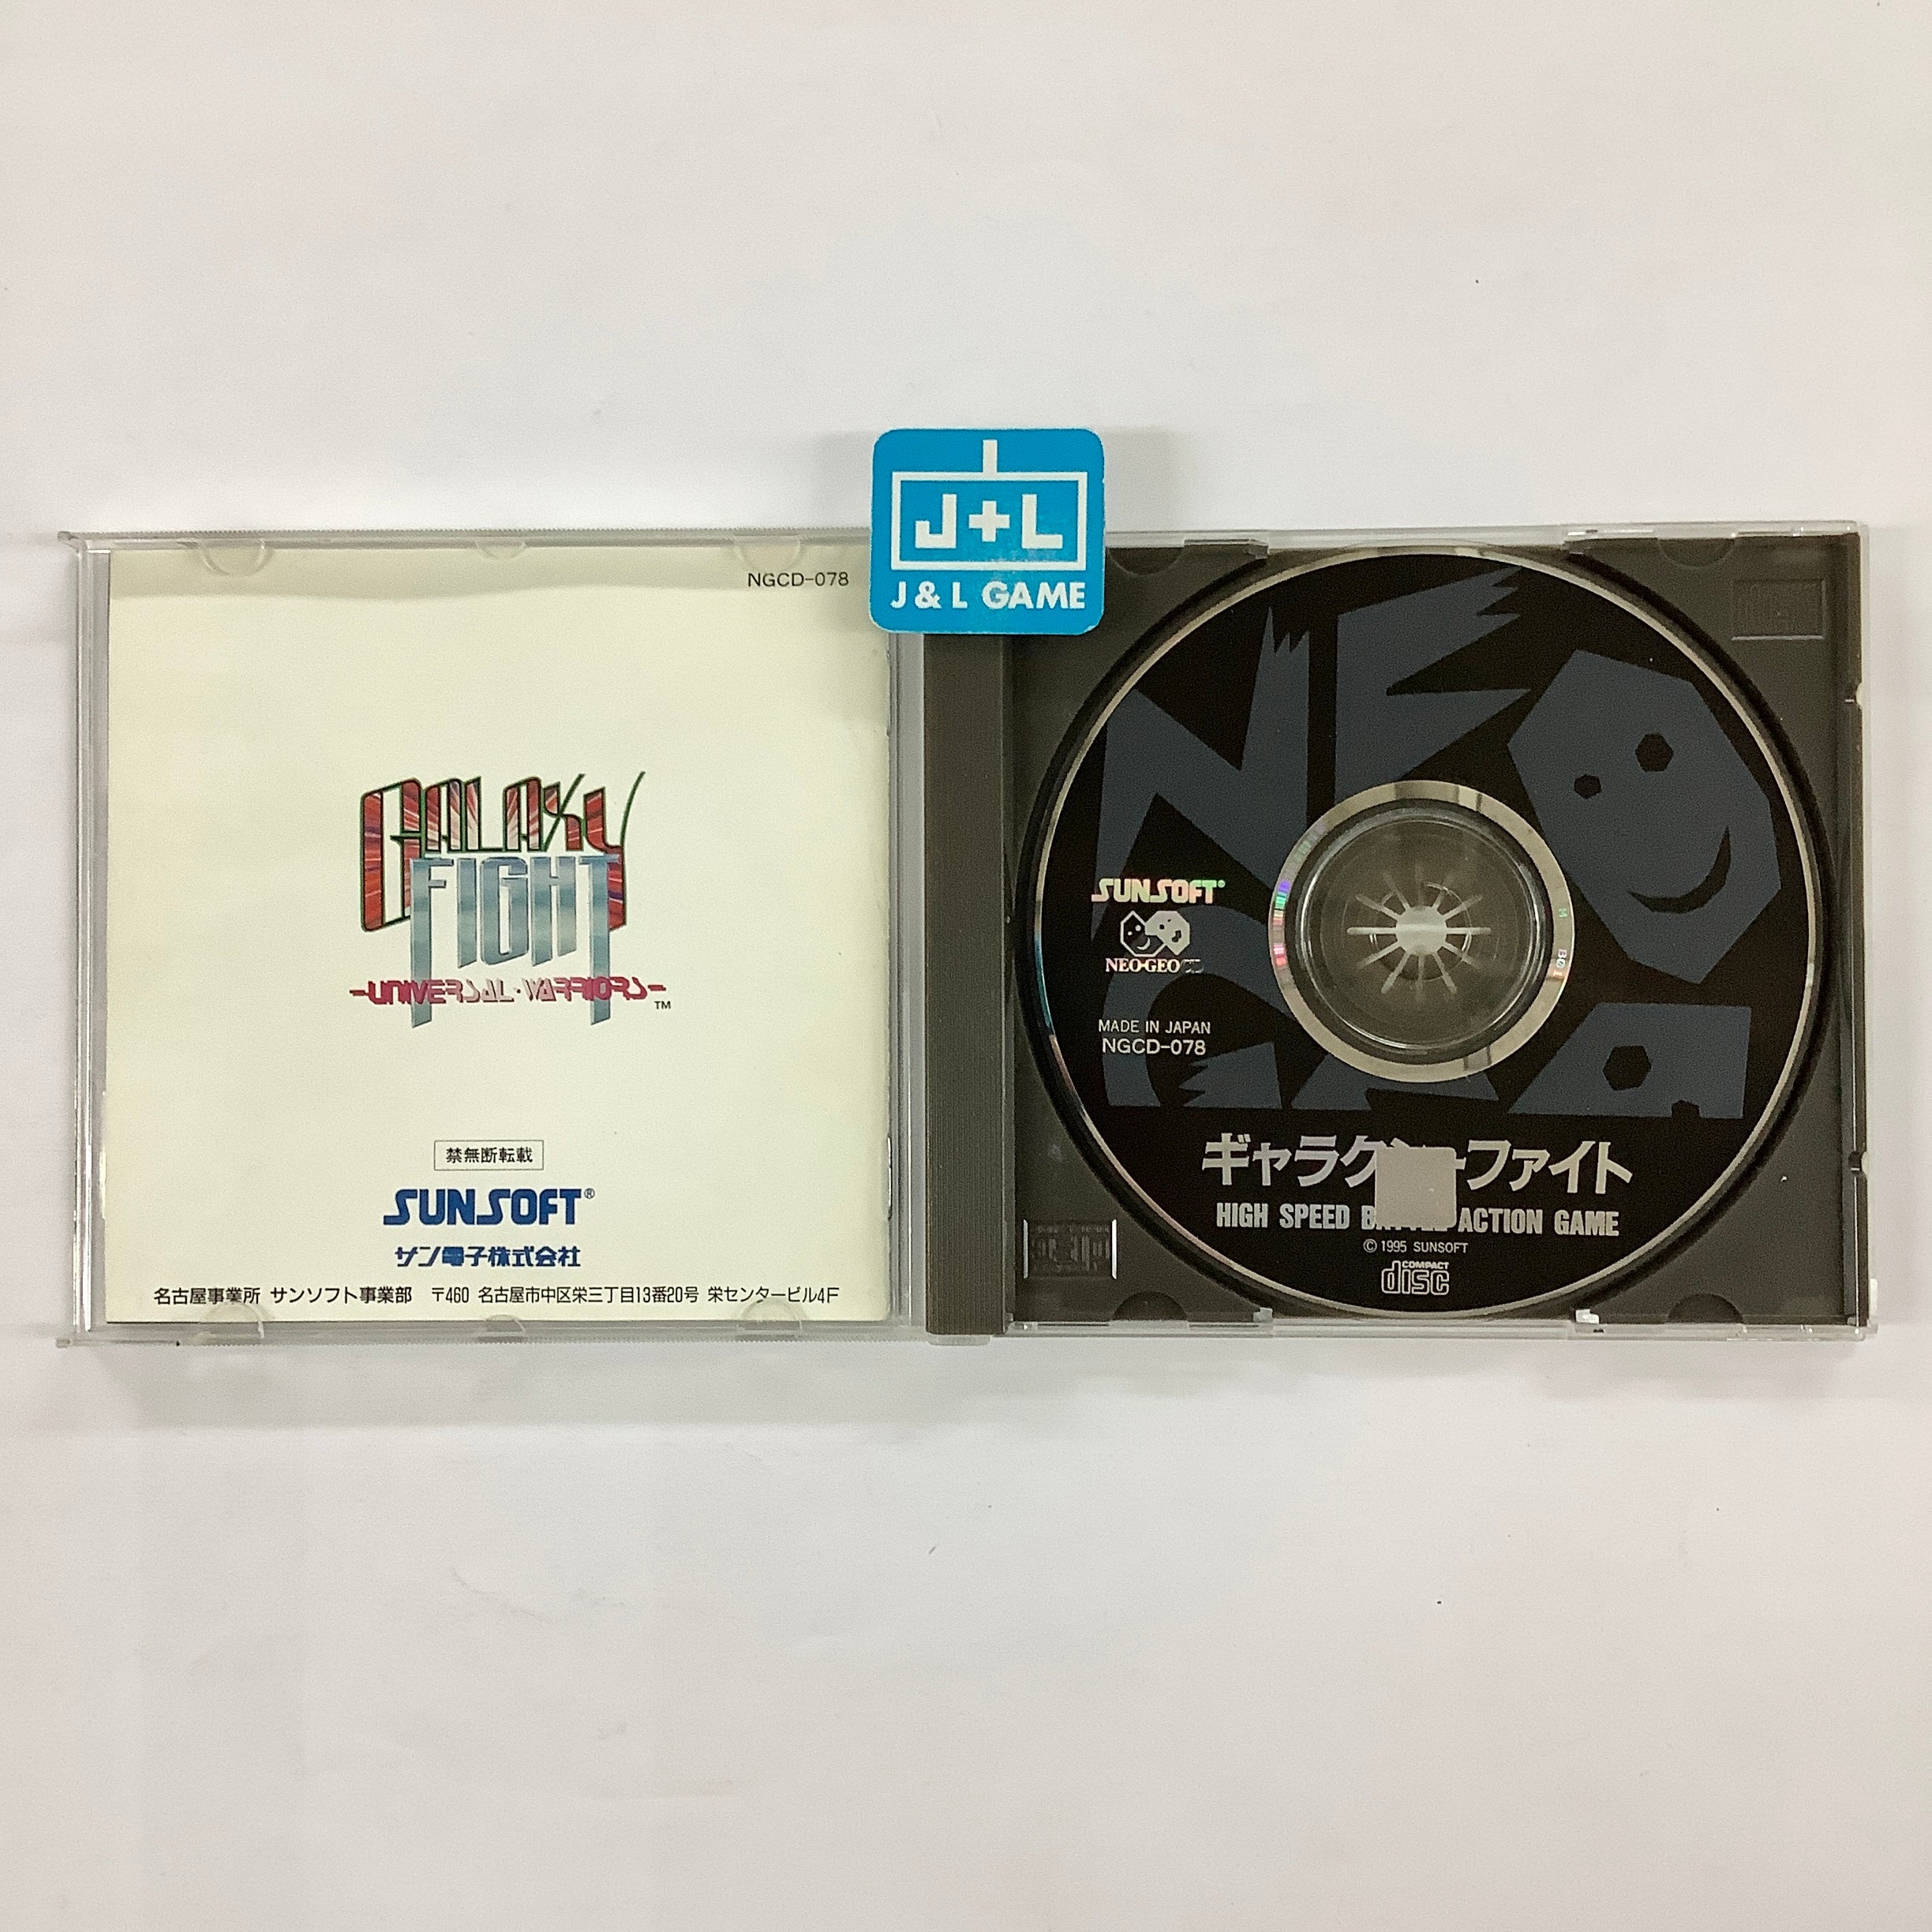 J+L
J & L GAME
NGCD-078
GALAXY
FIGHT
-UNIVERSAL·WARRIORS-
TM
禁無断転載
SUNSOFT®
サン電子株式会社
名古屋事業所 サンソフト事業部 〒460 名古屋市中区栄三丁目13番20号 栄センタービル4F
NEO
GEO
SUNSOFT®
NEO·GEO CD
MADE IN JAPAN
NGCD-078
ファイト
HIGH SPEED ACTION GAME
© 1995 SUNSOFT
COMPACT
disc